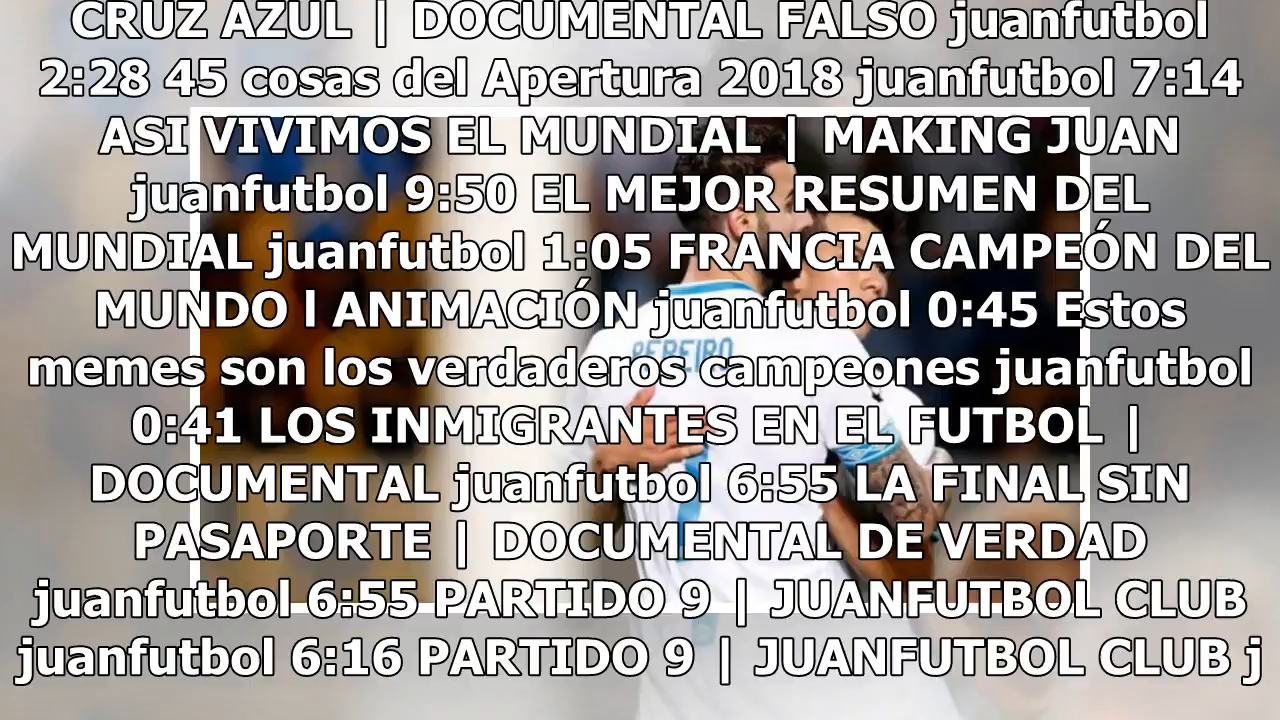 CRUZ AZUL | DOCUMENTAL FALSO juanfutbol
2:28 45 cosas del Apertura 2018 juanfutbol 7:14
ASI VIVIMOS EL MUNDIAL | MAKING JUAN
juanfutbol 9:50 EL MEJOR RESUMEN DEL
MUNDIAL juanfutbol 1:05 FRANCIA CAMPEÓN DEL
MUNDO l ANIMACIÓN juanfutbol 0:45 Estos
PEREIRO
memes son los verdaderos campeones juanfutbol
0:41 LOS INMIGRANTES EN EL FUTBOL |
DOCUMENTAL juanfutbol 6:55 LA FINAL SIN
PASAPORTE | DOCUMENTAL DE VERDAD
juanfutbol 6:55 PARTIDO 9 | JUANFUTBOL CLUB
juanfutbol 6:16 PARTIDO 9 | JUANFUTBOL CLUB j